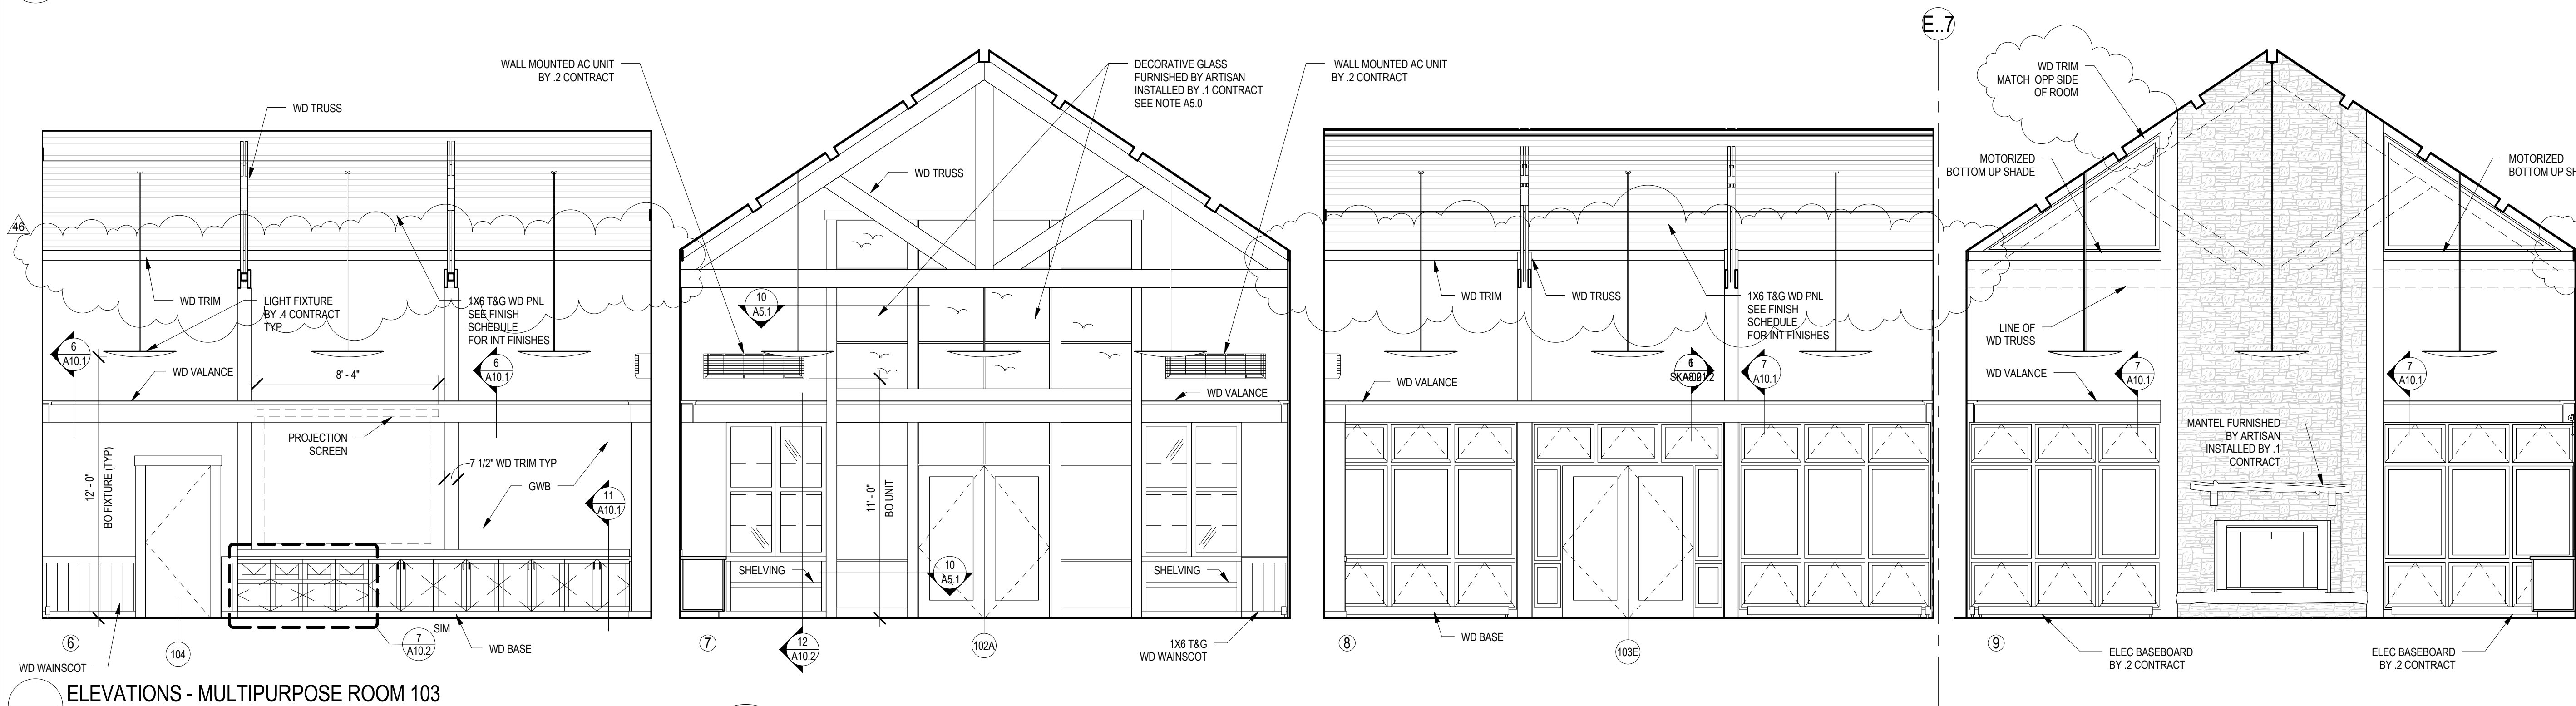 E..7
WALL MOUNTED AC UNIT
BY .2 CONTRACT
WD TRUSS
46
WD TRIM
LIGHT FIXTURE
BY .4 CONTRACT
TYP
1X6 T&G WD PNL
SEE FINISH
SCHEDULE
FOR INT FINISHES
6
A10.1
6
A10.1
WD VALANCE
8' - 4"
PROJECTION
SCREEN
12' - 0"
BO FIXTURE (TYP)
7 1/2" WD TRIM TYP
GWB
11
A10.1
SIM
7
A10.2
WD BASE
6
104
WD WAINSCOT
DECORATIVE GLASS
FURNISHED BY ARTISAN
INSTALLED BY .1 CONTRACT
SEE NOTE A5.0
WALL MOUNTED AC UNIT
BY .2 CONTRACT
WD TRUSS
10
A5.1
WD VALANCE
11' - 0"
BO UNIT
SHELVING
10
A5.1
SHELVING
7
12
A10.2
102A
1X6 T&G
WD WAINSCOT
WD TRIM
WD TRUSS
1X6 T&G WD PNL
SEE FINISH
SCHEDULE
FOR INT FINISHES
7
A10.1
WD VALANCE
8
WD BASE
103E
WD TRIM
MATCH OPP SIDE
OF ROOM
MOTORIZED
BOTTOM UP SHADE
MOTORIZED
LINE OF
WD TRUSS
WD VALANCE
7
A10.1
7
A10.1
MANTEL FURNISHED
BY ARTISAN
INSTALLED BY .1
CONTRACT
9
ELEC BASEBOARD
BY .2 CONTRACT
ELEC BASEBOARD
BY .2 CONTRACT
ELEVATIONS - MULTIPURPOSE ROOM 103